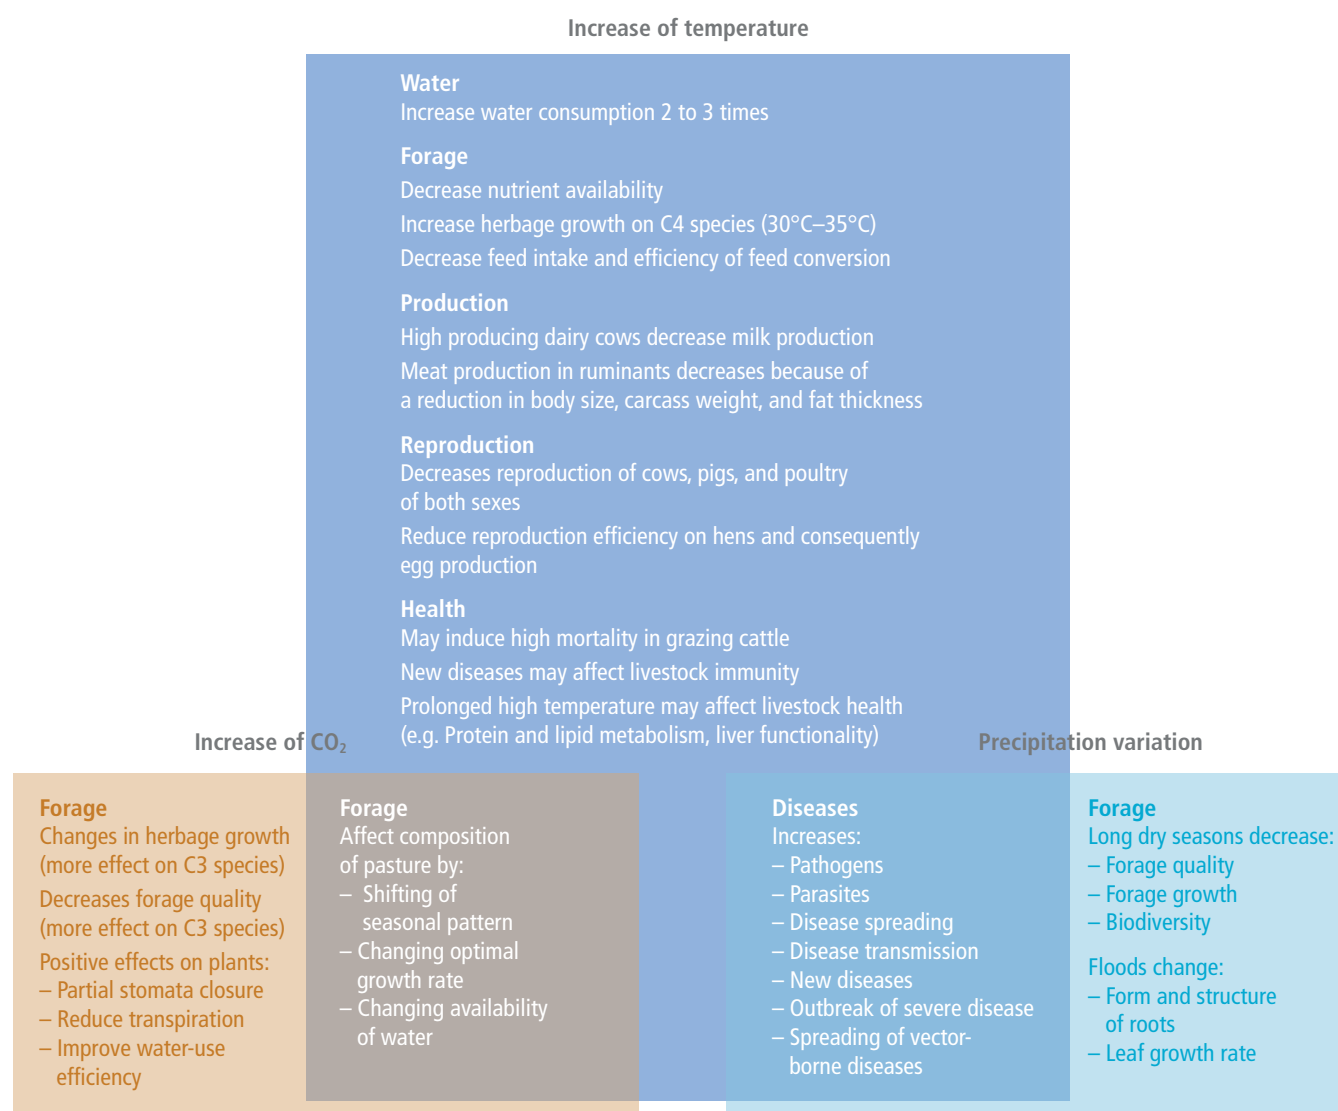 Increase of temperature
Water
Increase water consumption 2 to 3 times
Forage
Decrease nutrient availability
Increase herbage growth on C4 species (30°C–35°C)
Decrease feed intake and efficiency of feed conversion
Production
High producing dairy cows decrease milk production
Meat production in ruminants decreases because of
a reduction in body size, carcass weight, and fat thickness
Reproduction
Decreases reproduction of cows, pigs, and poultry
of both sexes
Reduce reproduction efficiency on hens and consequently
egg production
Health
May induce high mortality in grazing cattle
New diseases may affect livestock immunity
Prolonged high temperature may affect livestock health
(e.g. Protein and lipid metabolism, liver functionality)
Increase of CO₂
Forage
Changes in herbage growth
(more effect on C3 species)
Decreases forage quality
(more effect on C3 species)
Positive effects on plants:
– Partial stomata closure
– Reduce transpiration
– Improve water-use
efficiency
Forage
Affect composition
of pasture by:
– Shifting of
seasonal pattern
– Changing optimal
growth rate
– Changing availability
of water
Precipitation variation
Diseases
Increases:
– Pathogens
– Parasites
– Disease spreading
– Disease transmission
– New diseases
– Outbreak of severe disease
– Spreading of vector-
borne diseases
Forage
Long dry seasons decrease:
– Forage quality
– Forage growth
– Biodiversity
Floods change:
– Form and structure
of roots
– Leaf growth rate